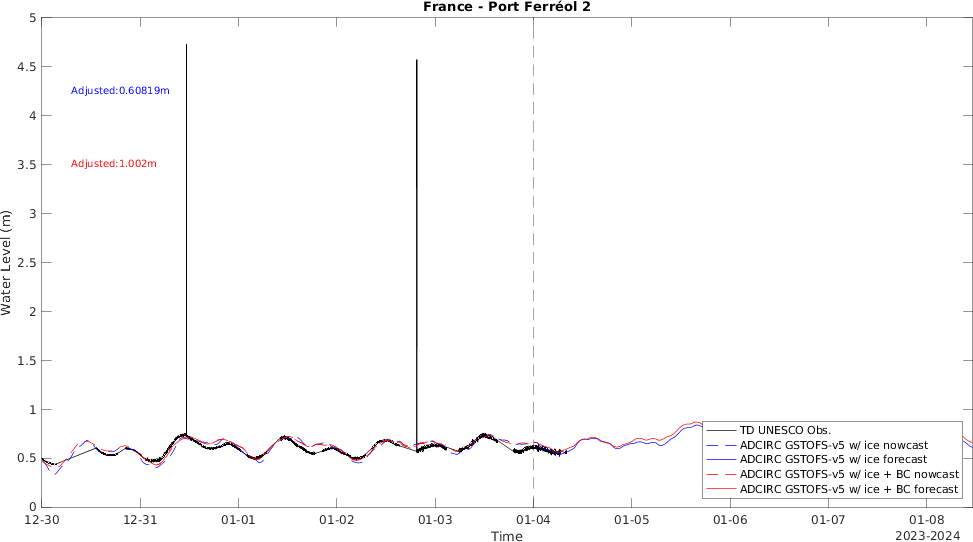 France - Port Ferréol 2
5
4.5
4
3.5
3
2.5
2
1.5
1
0.5
0
Water Level (m)
Adjusted:0.60819m
Adjusted:1.002m
TD UNESCO Obs.
ADCIRC GSTOFS-v5 w/ ice nowcast
ADCIRC GSTOFS-v5 w/ ice forecast
ADCIRC GSTOFS-v5 w/ ice + BC nowcast
ADCIRC GSTOFS-v5 w/ ice + BC forecast
12-30 12-31 01-01 01-02 01-03 01-04 01-05 01-06 01-07 01-08
Time
2023-2024